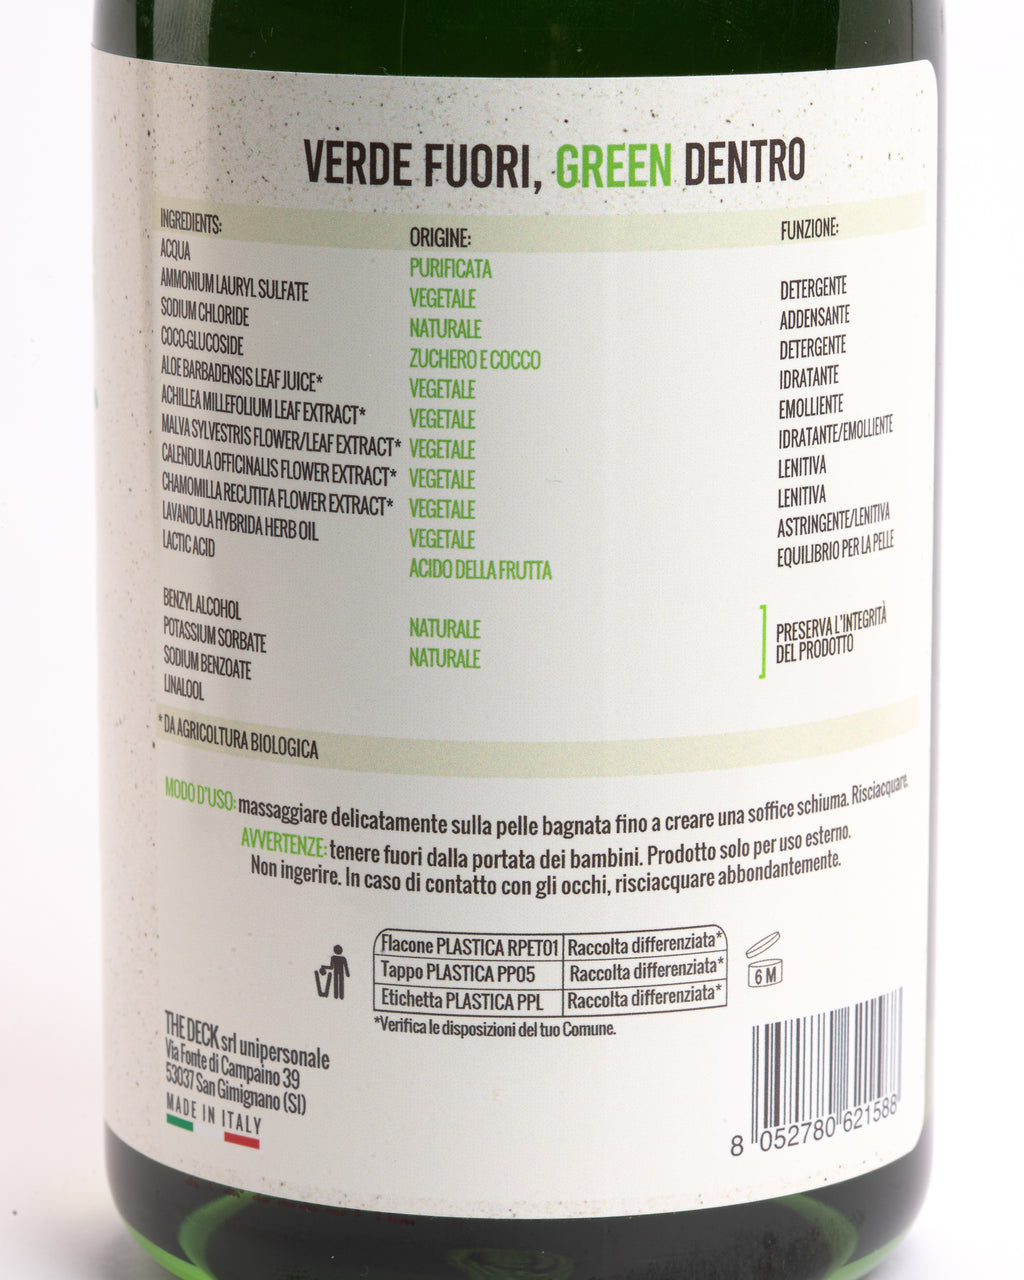 VERDE FUORI, GREEN DENTRO
INGREDIENTS: ORIGINE: FUNZIONE:
ACQUA PURIFICATA
AMMONIUM LAURYL SULFATE VEGETALE DETERGENTE
SODIUM CHLORIDE NATURALE ADDENSANTE
COCO-GLUCOSIDE ZUCCHERO E COCCO DETERGENTE
ALOE BARBADENSIS LEAF JUICE* VEGETALE IDRATANTE
ACHILLEA MILLEFOLIUM LEAF EXTRACT* VEGETALE EMOLLIENTE
MALVA SYLVESTRIS FLOWER/LEAF EXTRACT* VEGETALE IDRATANTE/EMOLLIENTE
CALENDULA OFFICINALIS FLOWER EXTRACT* VEGETALE LENITIVA
CHAMOMILLA RECUTITA FLOWER EXTRACT* VEGETALE LENITIVA
LAVANDULA HYBRIDA HERB OIL VEGETALE ASTRINGENTE/LENITIVA
LACTIC ACID ACIDO DELLA FRUTTA EQUILIBRIO PER LA PELLE
BENZYL ALCOHOL
POTASSIUM SORBATE NATURALE PRESERVA L'INTEGRITÀ
SODIUM BENZOATE NATURALE DEL PRODOTTO
LINALOOL
*DA AGRICOLTURA BIOLOGICA
MODO D'USO: massaggiare delicatamente sulla pelle bagnata fino a creare una soffice schiuma. Risciacquare.
AVVERTENZE: tenere fuori dalla portata dei bambini. Prodotto solo per uso esterno.
Non ingerire. In caso di contatto con gli occhi, risciacquare abbondantemente.
Flacone PLASTICA RPET01 Raccolta differenziata*
Tappo PLASTICA PP05 Raccolta differenziata*
Etichetta PLASTICA PPL Raccolta differenziata*
*Verifica le disposizioni del tuo Comune.
6 M
THE DECK srl unipersonale
Via Fonte di Campaino 39
53037 San Gimignano (SI)
MADE IN ITALY
8 052780 621588